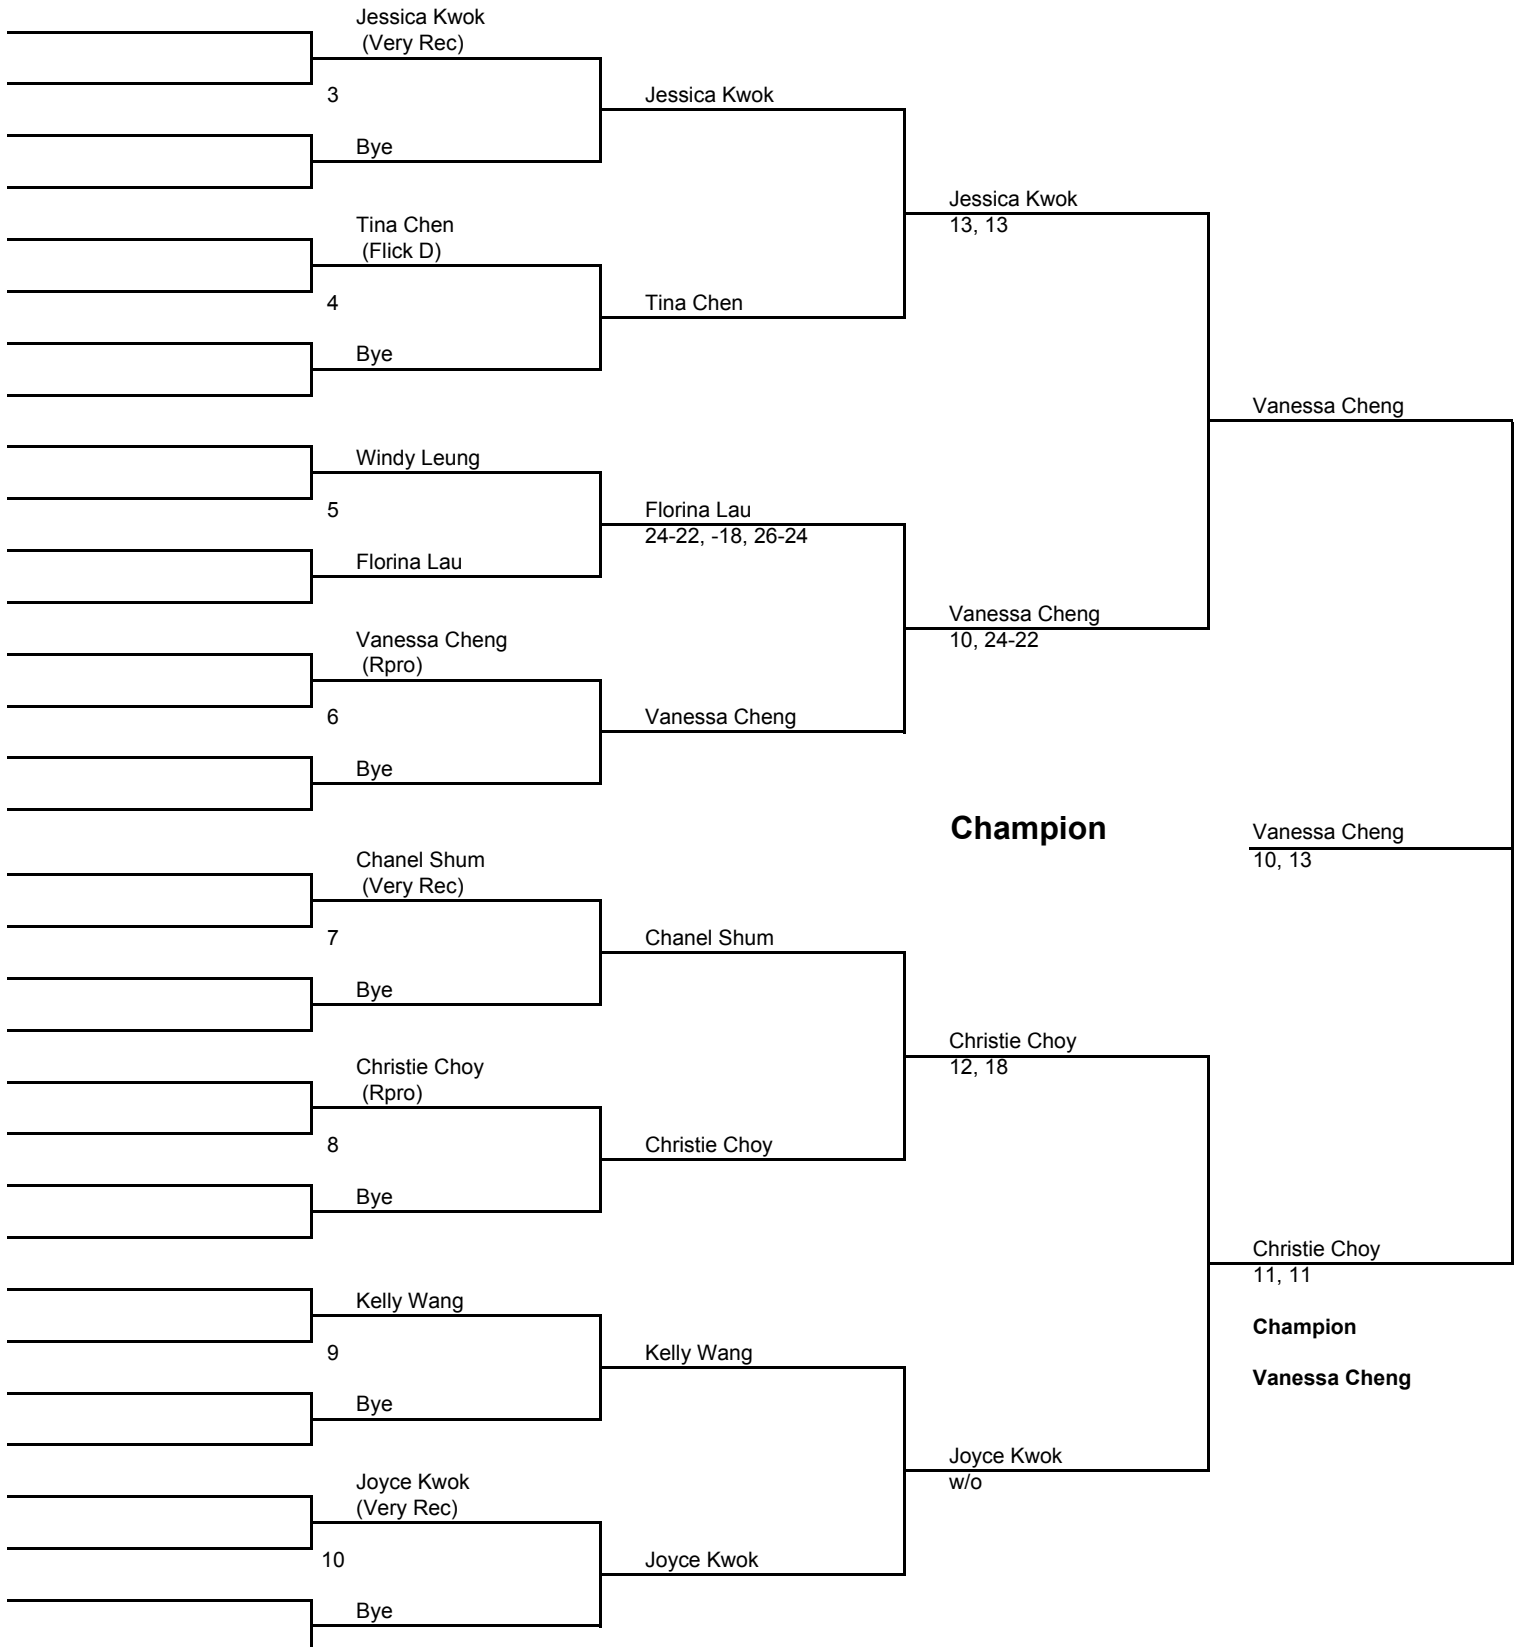 Jessica Kwok
(Very Rec)
3
Jessica Kwok
Bye
Jessica Kwok
13, 13
Tina Chen
(Flick D)
4
Tina Chen
Bye
Vanessa Cheng
Windy Leung
5
Florina Lau
24-22, -18, 26-24
Florina Lau
Vanessa Cheng
10, 24-22
Vanessa Cheng
(Rpro)
6
Vanessa Cheng
Bye
Champion
Vanessa Cheng
10, 13
Chanel Shum
(Very Rec)
7
Chanel Shum
Bye
Christie Choy
12, 18
Christie Choy
(Rpro)
8
Christie Choy
Bye
Christie Choy
11, 11
Kelly Wang
Champion
9
Kelly Wang
Vanessa Cheng
Bye
Joyce Kwok
w/o
Joyce Kwok
(Very Rec)
10
Joyce Kwok
Bye